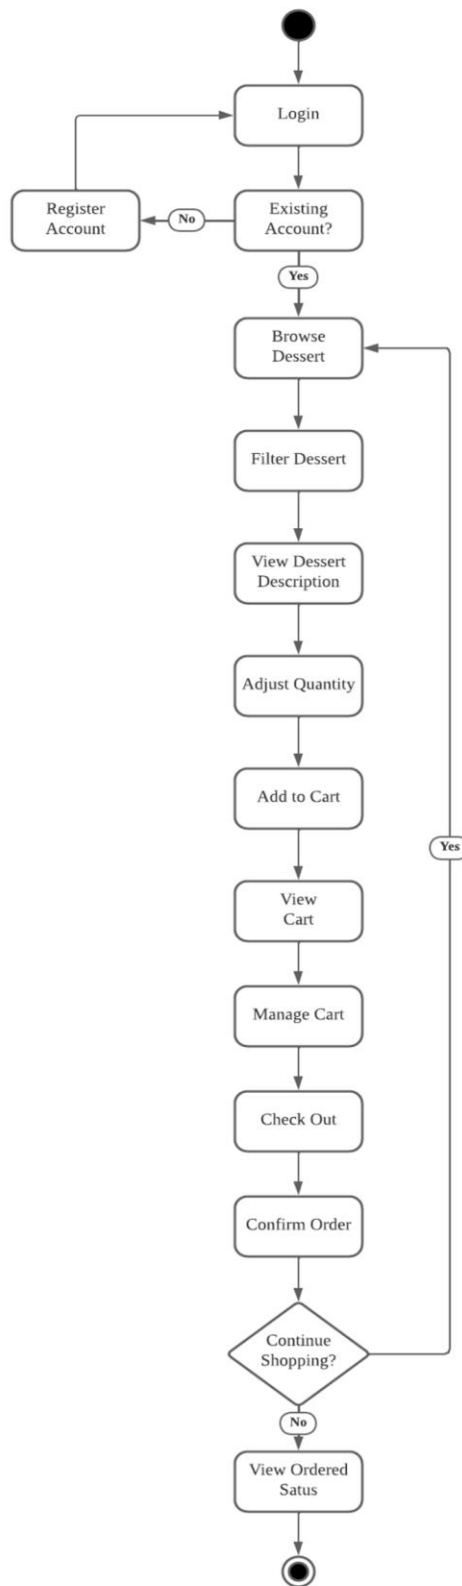 Login
Register
Account
No
Existing
Account?
Yes
Browse
Dessert
Filter Dessert
View Dessert
Description
Adjust Quantity
Add to Cart
Yes
View
Cart
Manage Cart
Check Out
Confirm Order
Continue
Shopping?
No
View Ordered
Satus